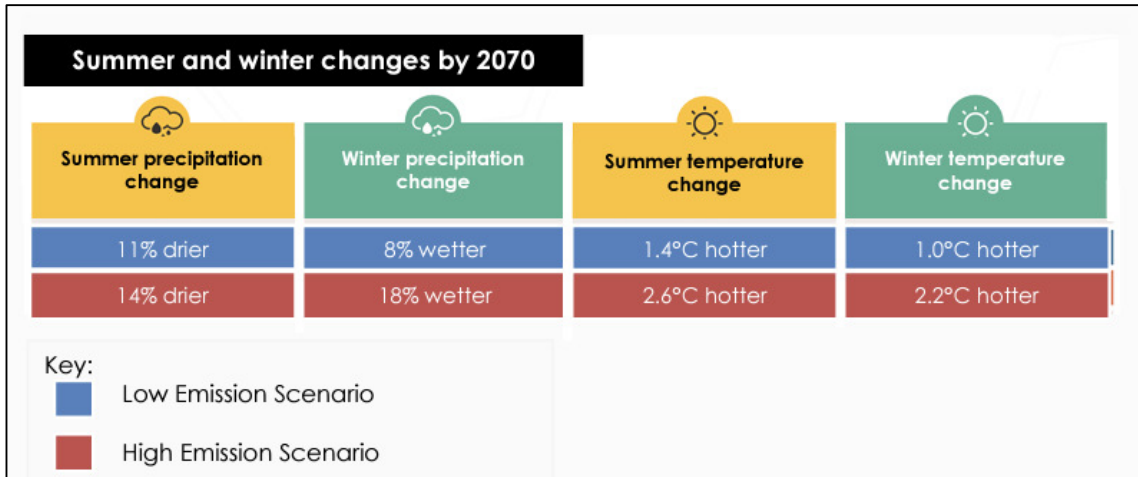 Summer and winter changes by 2070
Summer precipitation
change
Winter precipitation
change
Summer temperature
change
Winter temperature
change
11% drier
8% wetter
1.4°C hotter
1.0°C hotter
14% drier
18% wetter
2.6°C hotter
2.2°C hotter
Key:
Low Emission Scenario
High Emission Scenario